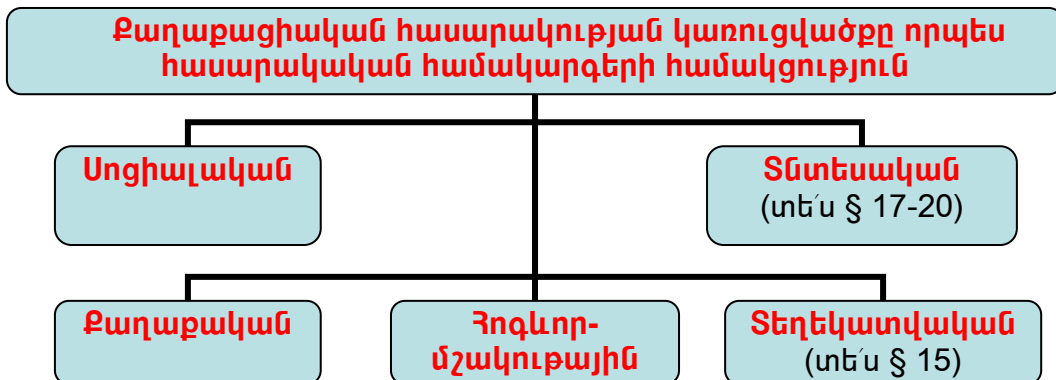 Քաղաքացիական հասարակության կառուցվածքը որպես
հասարակական համակարգերի համակցություն
Սոցիալական
Տնտեսական
(տե՛ս § 17-20)
Քաղաքական
Հոգևոր-
մշակութային
Տեղեկատվական
(տե՛ս § 15)